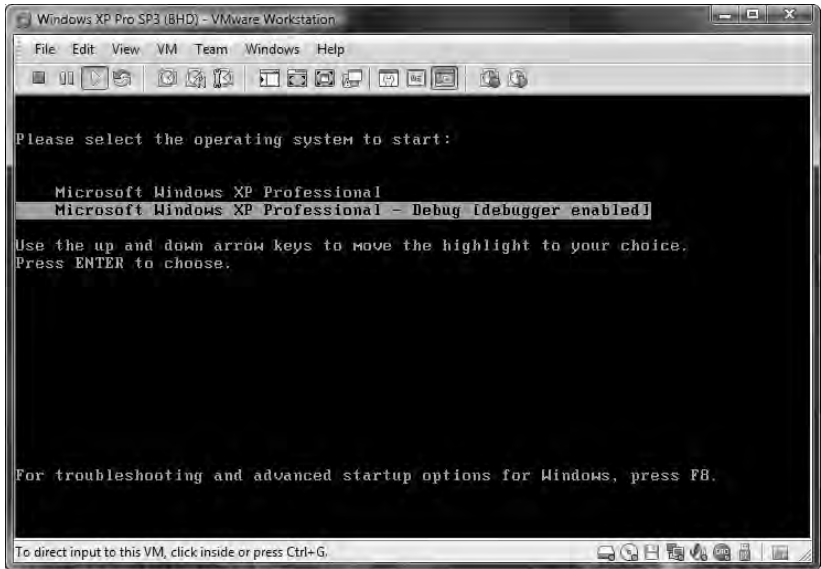 Windows XP Pro SP3 (BHD) - VMware Workstation
File Edit View VM Team Windows Help
Please select the operating system to start:
Microsoft Windows XP Professional
Microsoft Windows XP Professional - Debug [debugger enabled]
Use the up and down arrow keys to move the highlight to your choice.
Press ENTER to choose.
For troubleshooting and advanced startup options for Windows, press F8.
To direct input to this VM, click inside or press Ctrl+G.